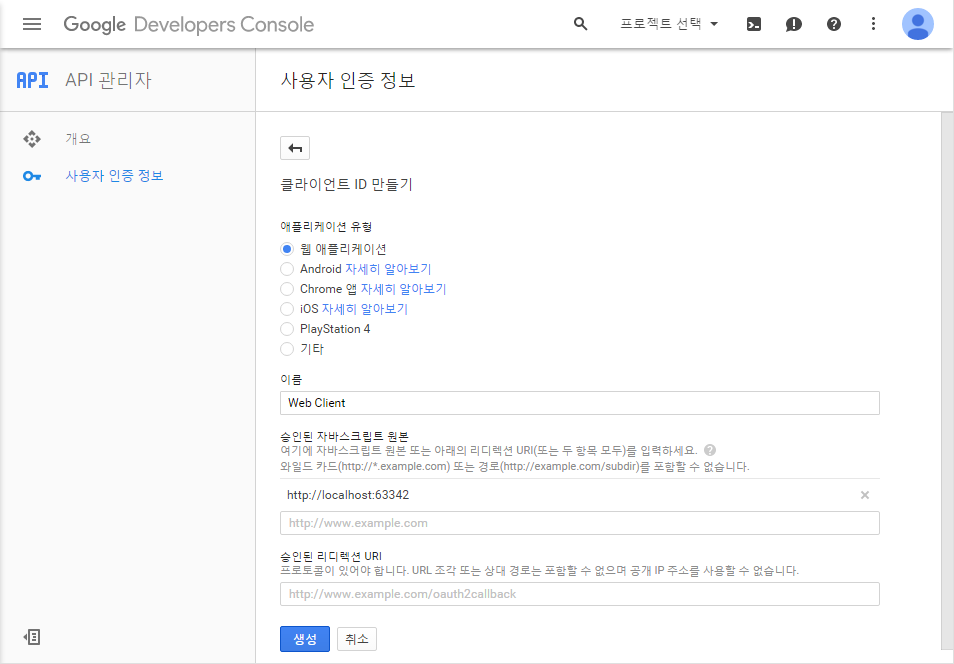 Google Developers Console
프로젝트 선택
API API 관리자
사용자 인증 정보
개요
사용자 인증 정보
클라이언트 ID 만들기
애플리케이션 유형
웹 애플리케이션
Android 자세히 알아보기
Chrome 앱 자세히 알아보기
iOS 자세히 알아보기
PlayStation 4
기타
이름
Web Client
승인된 자바스크립트 원본
여기에 자바스크립트 원본 또는 아래의 리디렉션 URI(또는 두 항목 모두)를 입력하세요.
와일드 카드(http://*.example.com) 또는 경로(http://example.com/subdir)를 포함할 수 없습니다.
http://localhost:63342
http://www.example.com
승인된 리디렉션 URI
프로토콜이 있어야 합니다. URL 조각 또는 상대 경로는 포함할 수 없으며 공개 IP 주소를 사용할 수 없습니다.
http://www.example.com/oauth2callback
생성 취소